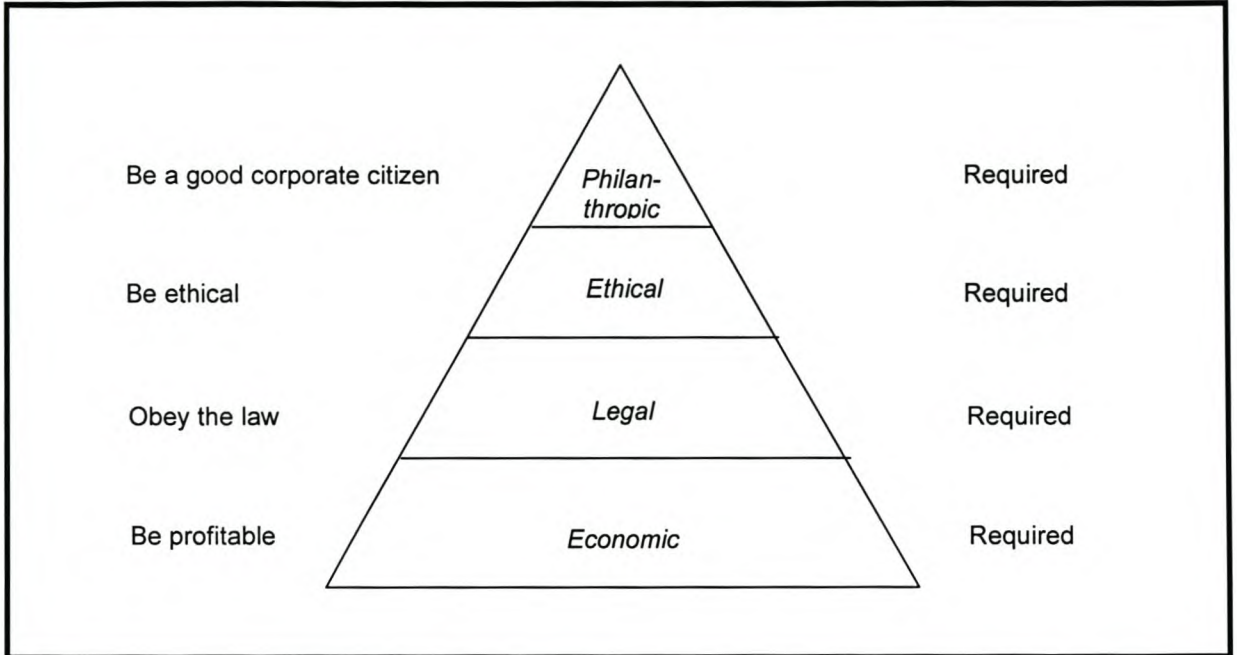 Be a good corporate citizen
Philan-
thropic
Required
Be ethical
Ethical
Required
Obey the law
Legal
Required
Be profitable
Economic
Required